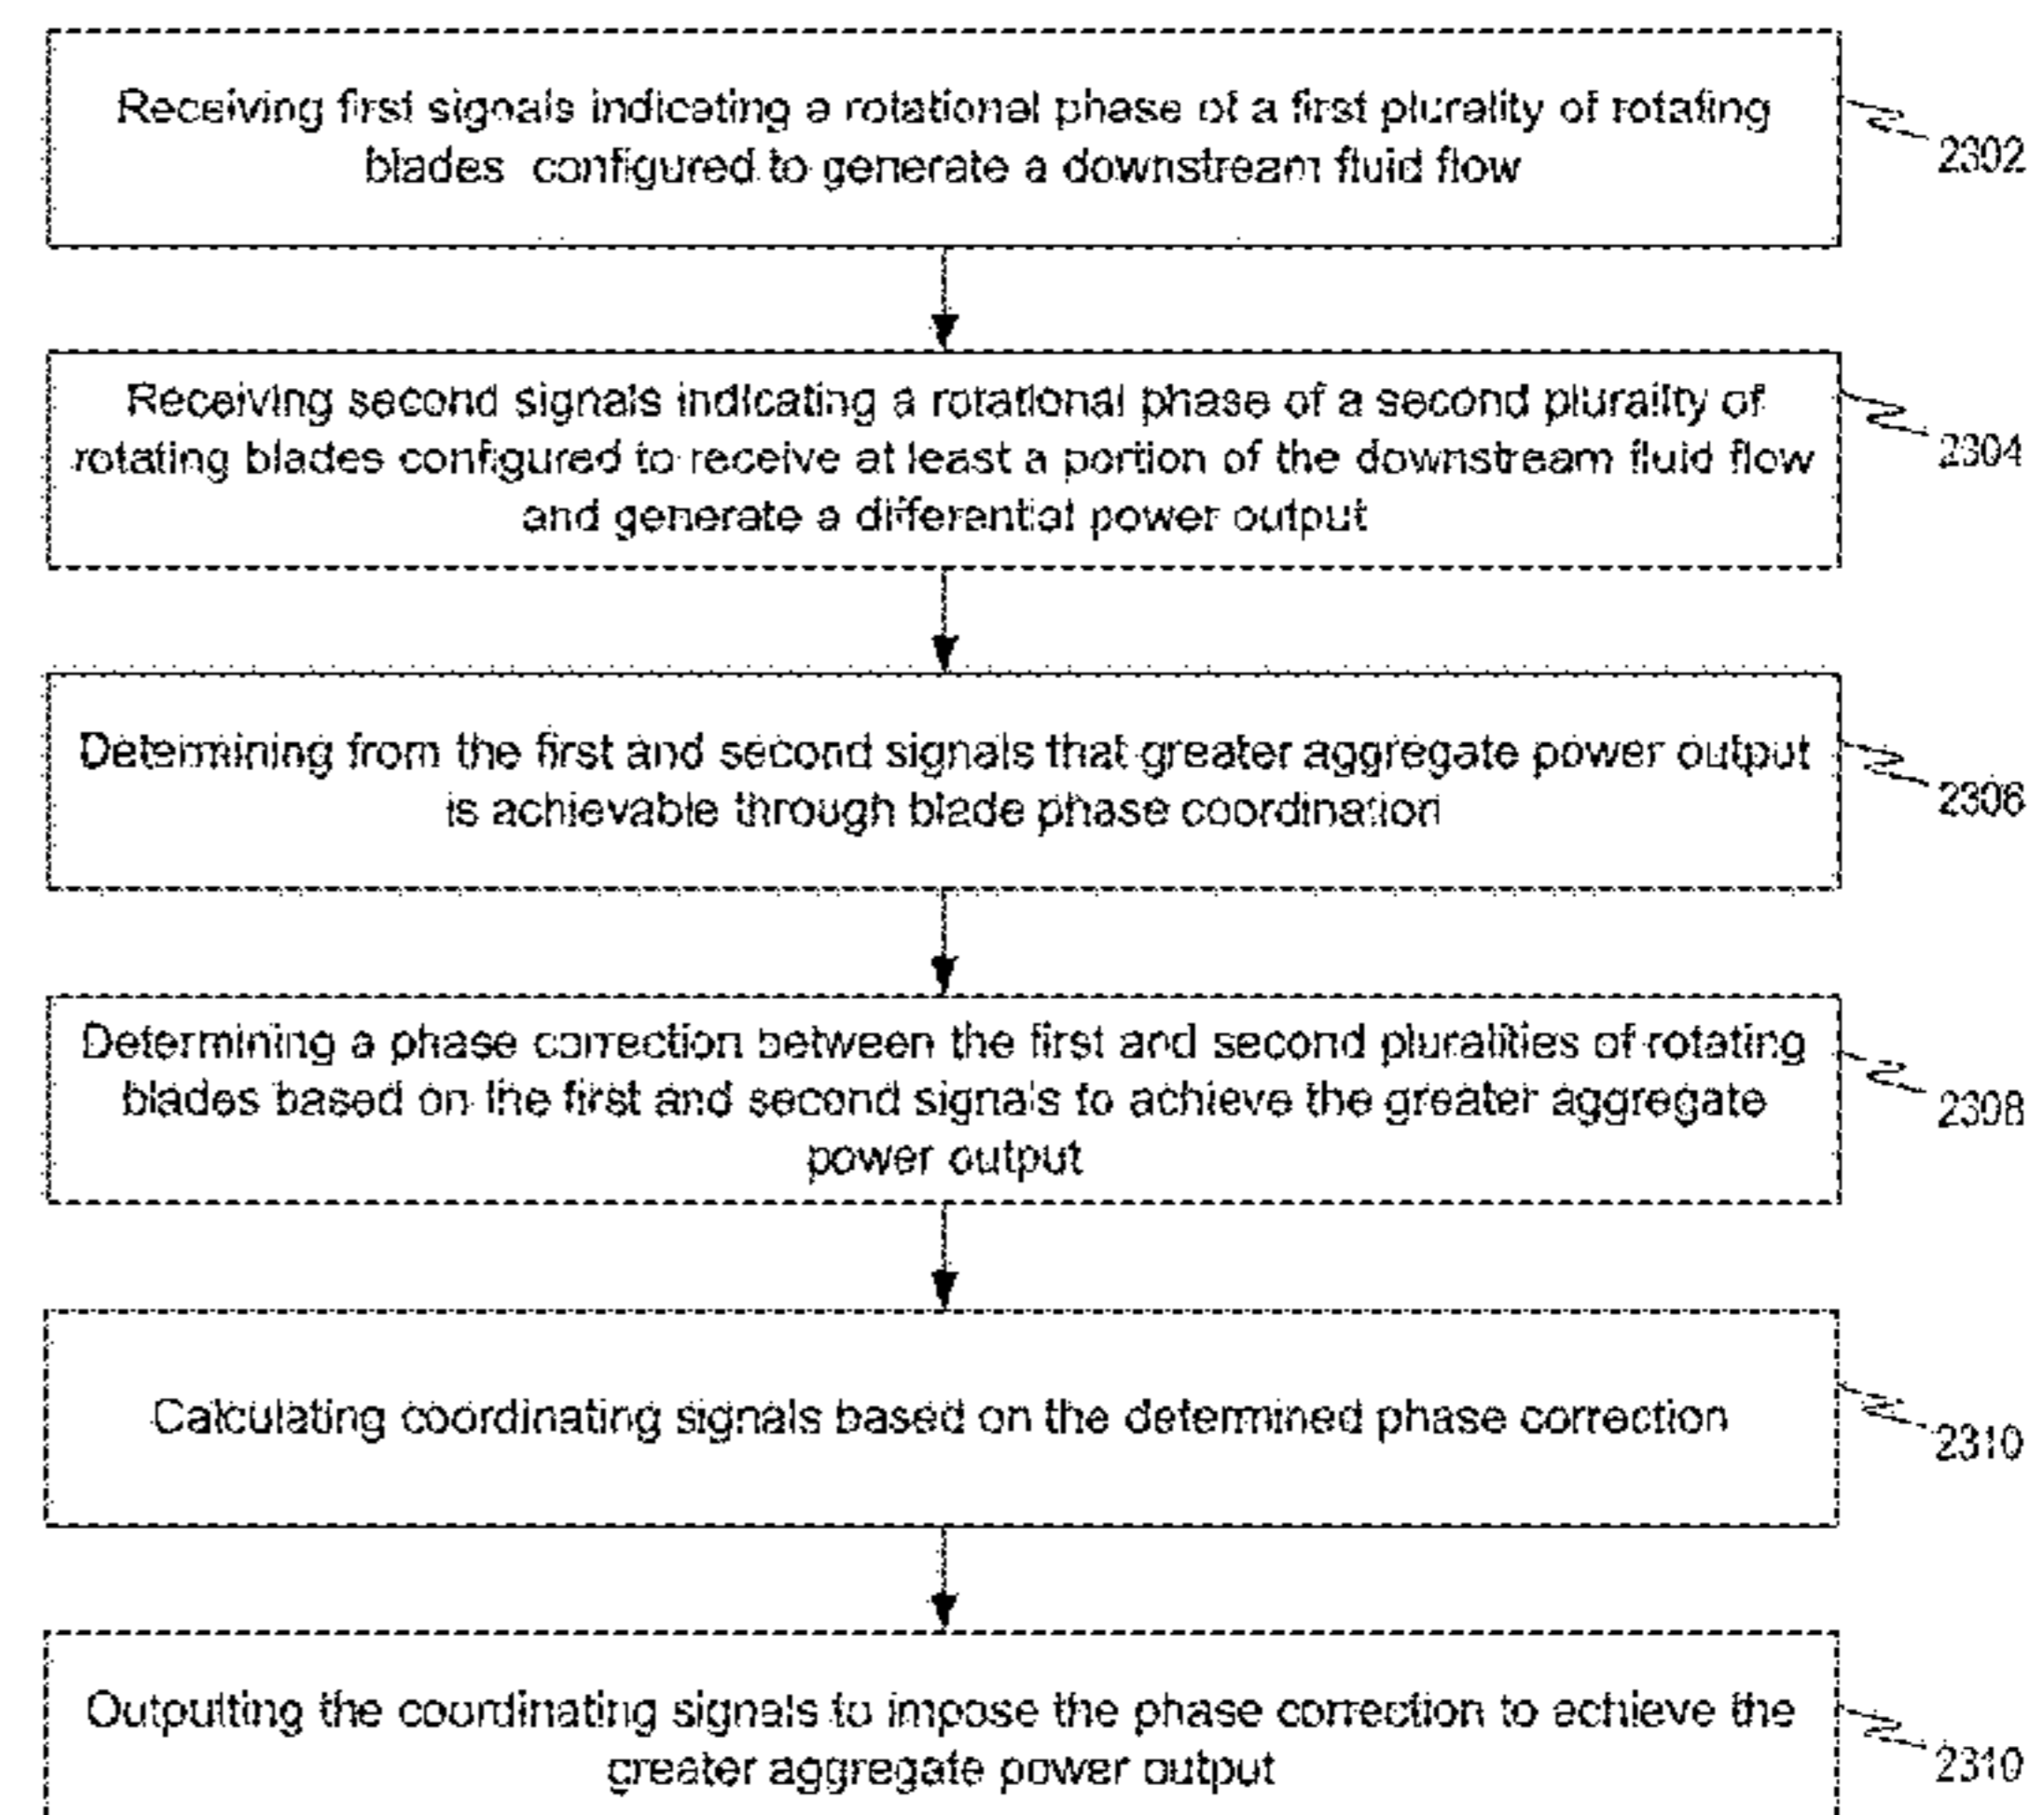 Receiving first signals indicating a rotational phase of a first plurality of rotating
blades configured to generate a downstream fluid flow
2302
Receiving second signals indicating a rotational phase of a second plurality of
rotating blades configured to receive at least a portion of the downstream fluid flow
and generate a differential power output
2304
Determining from the first and second signals that greater aggregate power output
is achievable through blade phase coordination
2306
Determining a phase correction between the first and second pluralities of rotating
blades based on the first and second signals to achieve the greater aggregate
power output
2308
Calculating coordinating signals based on the determined phase correction
2310
Outputting the coordinating signals to impose the phase correction to achieve the
greater aggregate power output
2310